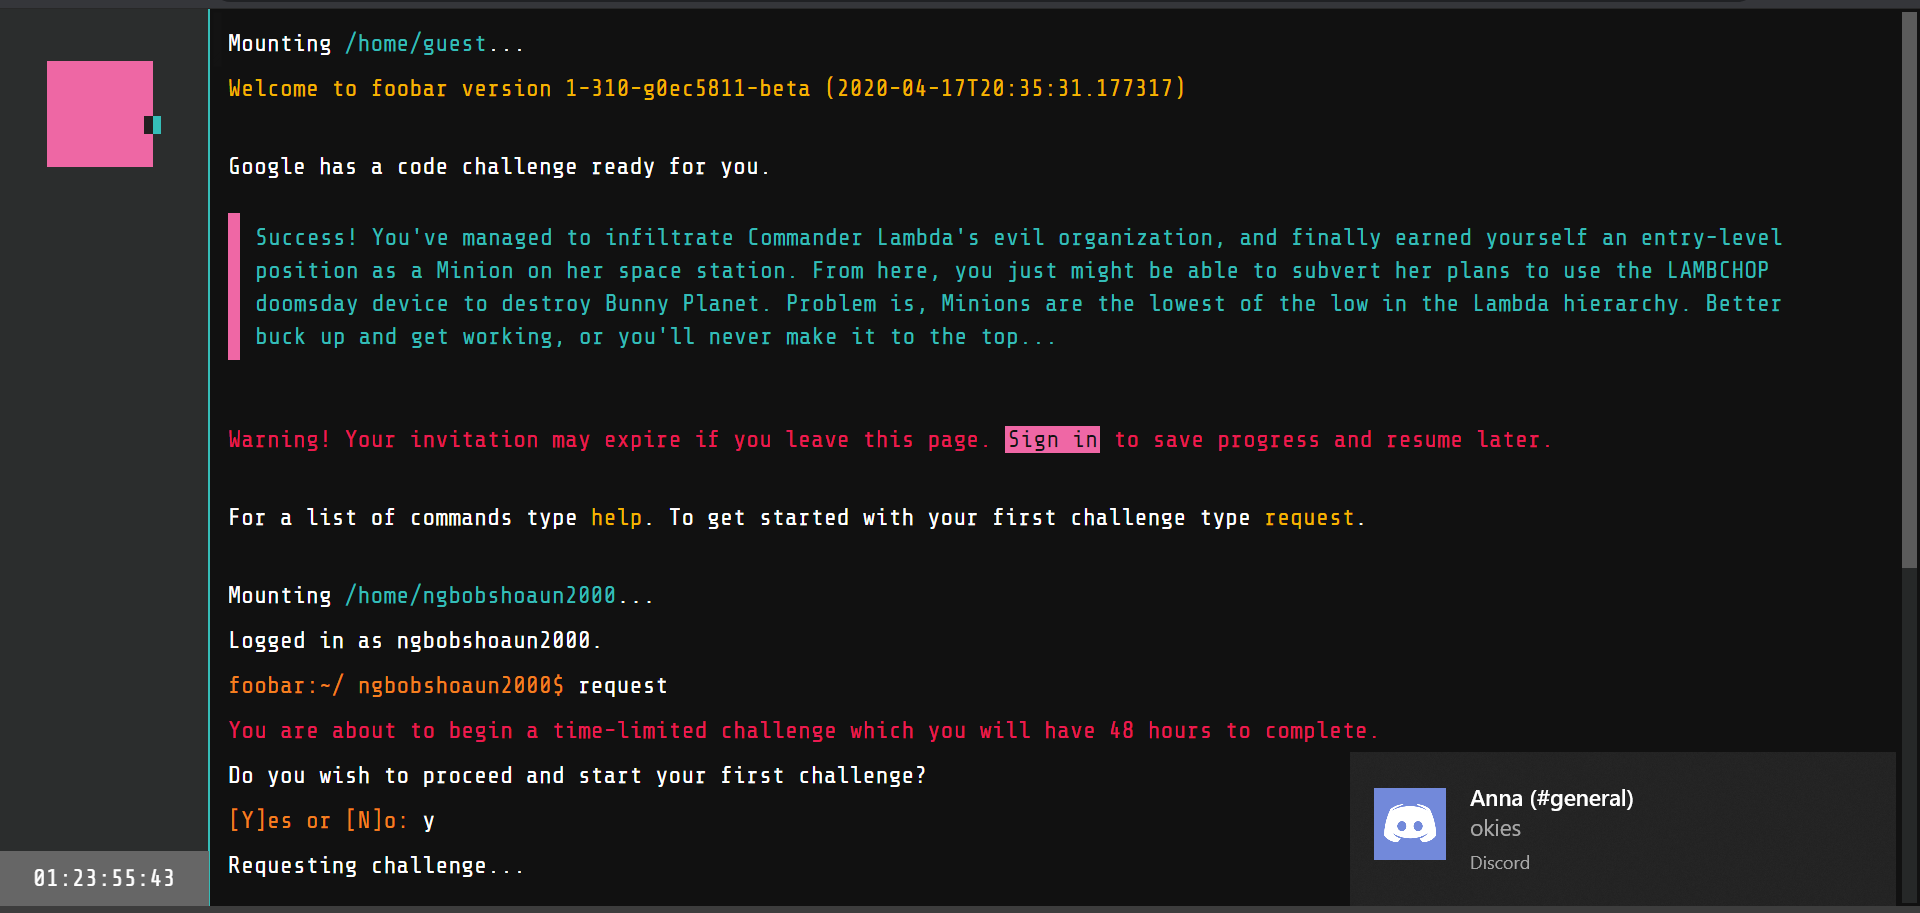 Mounting /home/guest...
Welcome to foobar version 1-310-g0ec5811-beta (2020-04-17T20:35:31.177317)
Google has a code challenge ready for you.
Success! You've managed to infiltrate Commander Lambda's evil organization, and finally earned yourself an entry-level
position as a Minion on her space station. From here, you just might be able to subvert her plans to use the LAMBCHOP
doomsday device to destroy Bunny Planet. Problem is, Minions are the lowest of the low in the Lambda hierarchy. Better
buck up and get working, or you'll never make it to the top...
Warning! Your invitation may expire if you leave this page. Sign in to save progress and resume later.
For a list of commands type help. To get started with your first challenge type request.
Mounting /home/ngbobshoaun2000...
Logged in as ngbobshoaun2000.
foobar:~/ ngbobshoaun2000$ request
You are about to begin a time-limited challenge which you will have 48 hours to complete.
Do you wish to proceed and start your first challenge?
[Y]es or [N]o: y
Requesting challenge...
01:23:55:43
Anna (#general)
okies
Discord